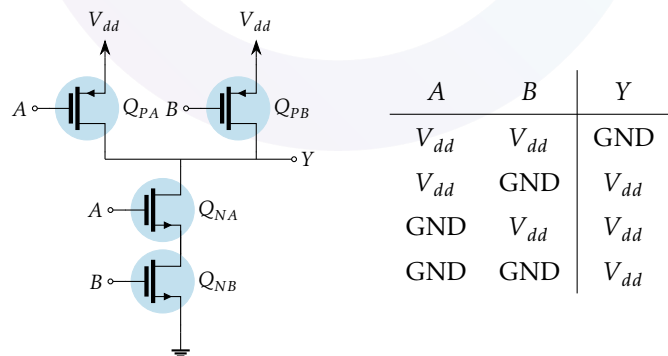 V_dd V_dd
A Q_PA B Q_PB
Y
A Q_NA
B Q_NB
A B Y
V_dd V_dd GND
V_dd GND V_dd
GND V_dd V_dd
GND GND V_dd